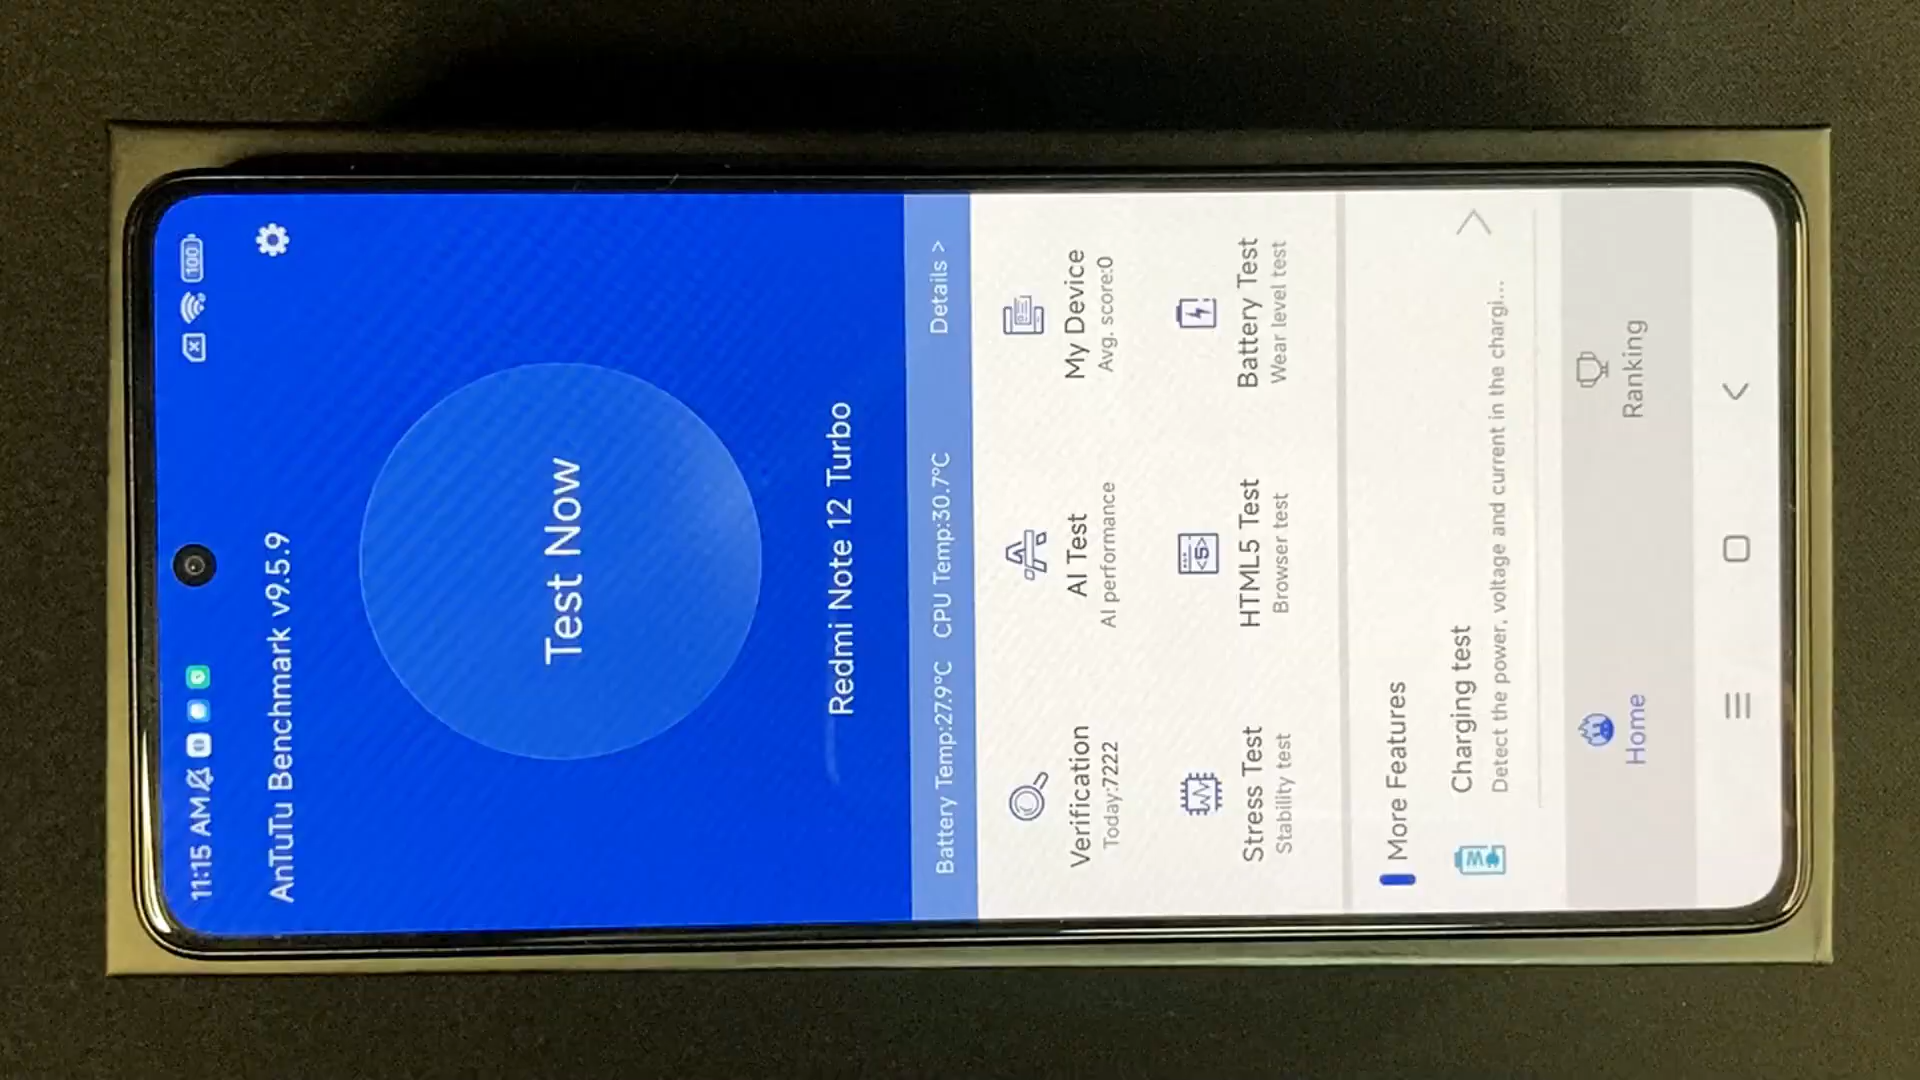 11:15 AM
100
AnTuTu Benchmark v9.5.9
Test Now
Redmi Note 12 Turbo
Battery Temp:27.9°C CPU Temp:30.7°C Details >
Verification
Today:7222
AI Test
AI performance
My Device
Avg. score:0
Stress Test
Stability test
HTML5 Test
Browser test
Battery Test
Wear level test
More Features
Charging test
Detect the power, voltage and current in the chargi...
Home
Ranking